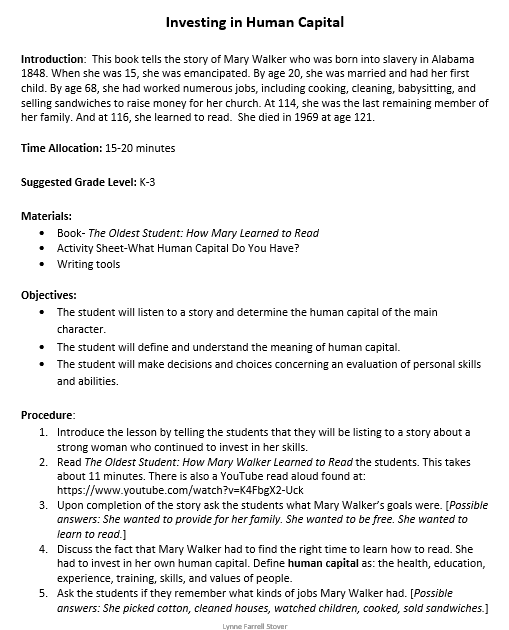 Investing in Human Capital
Introduction:  This book tells the story of Mary Walker who was born into slavery in Alabama
1848. When she was 15, she was emancipated. By age 20, she was married and had her first
child. By age 68, she had worked numerous jobs, including cooking, cleaning, babysitting, and
selling sandwiches to raise money for her church. At 114, she was the last remaining member of
her family. And at 116, she learned to read.  She died in 1969 at age 121.
Time Allocation: 15-20 minutes
Suggested Grade Level: K-3
Materials:
• Book- The Oldest Student: How Mary Learned to Read
• Activity Sheet-What Human Capital Do You Have?
• Writing tools
Objectives:
• The student will listen to a story and determine the human capital of the main
character.
• The student will define and understand the meaning of human capital.
• The student will make decisions and choices concerning an evaluation of personal skills
and abilities.
Procedure:
1. Introduce the lesson by telling the students that they will be listing to a story about a
strong woman who continued to invest in her skills.
2. Read The Oldest Student: How Mary Walker Learned to Read the students. This takes
about 11 minutes. There is also a YouTube read aloud found at:
https://www.youtube.com/watch?v=K4FbgX2-Uck
3. Upon completion of the story ask the students what Mary Walker's goals were. [Possible
answers: She wanted to provide for her family. She wanted to be free. She wanted to
learn to read.]
4. Discuss the fact that Mary Walker had to find the right time to learn how to read. She
had to invest in her own human capital. Define human capital as: the health, education,
experience, training, skills, and values of people.
5. Ask the students if they remember what kinds of jobs Mary Walker had. [Possible
answers: She picked cotton, cleaned houses, watched children, cooked, sold sandwiches.]
Lynne Farrell Stover